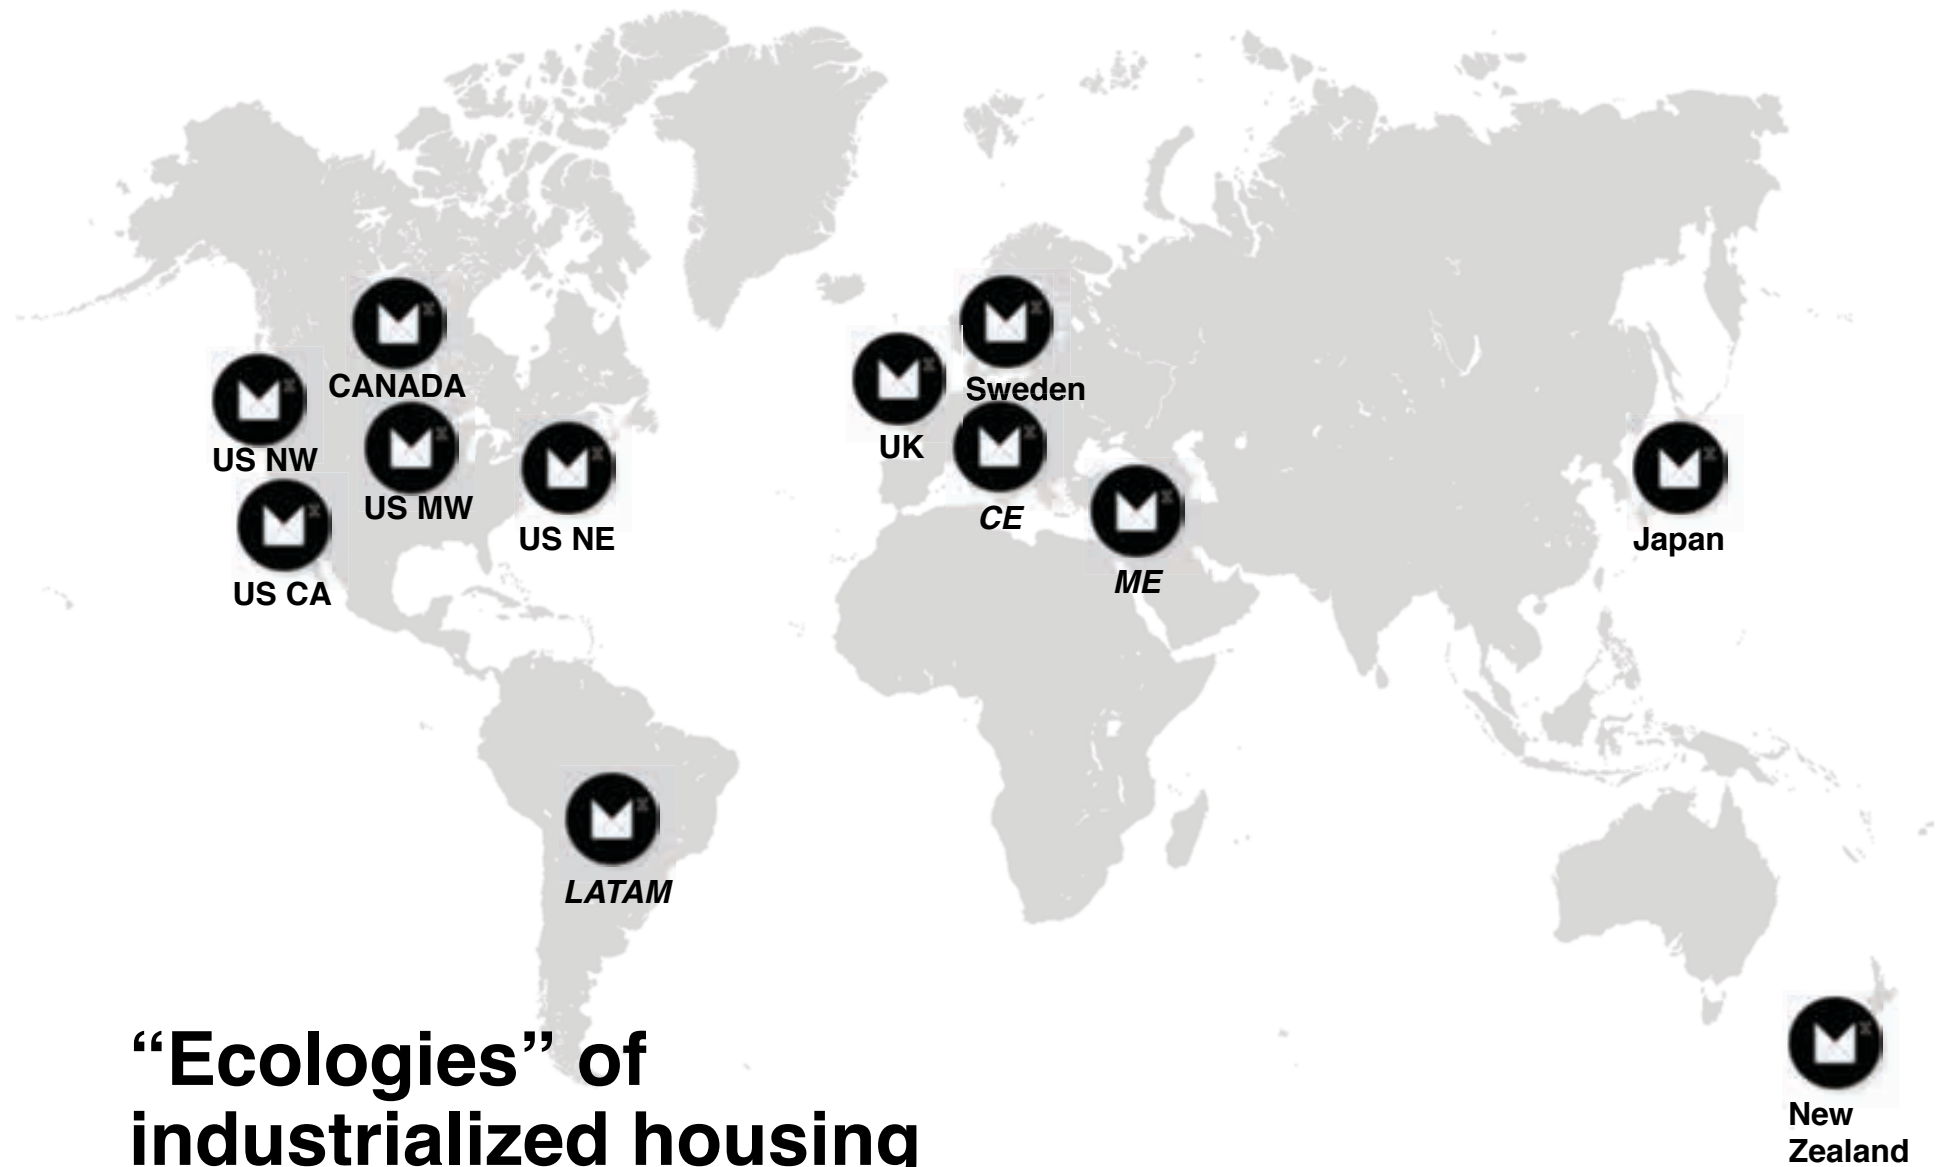 CANADA
Sweden
US NW
UK
US MW
CE
US NE
Japan
US CA
ME
LATAM
“Ecologies” of
industrialized housing
New
Zealand